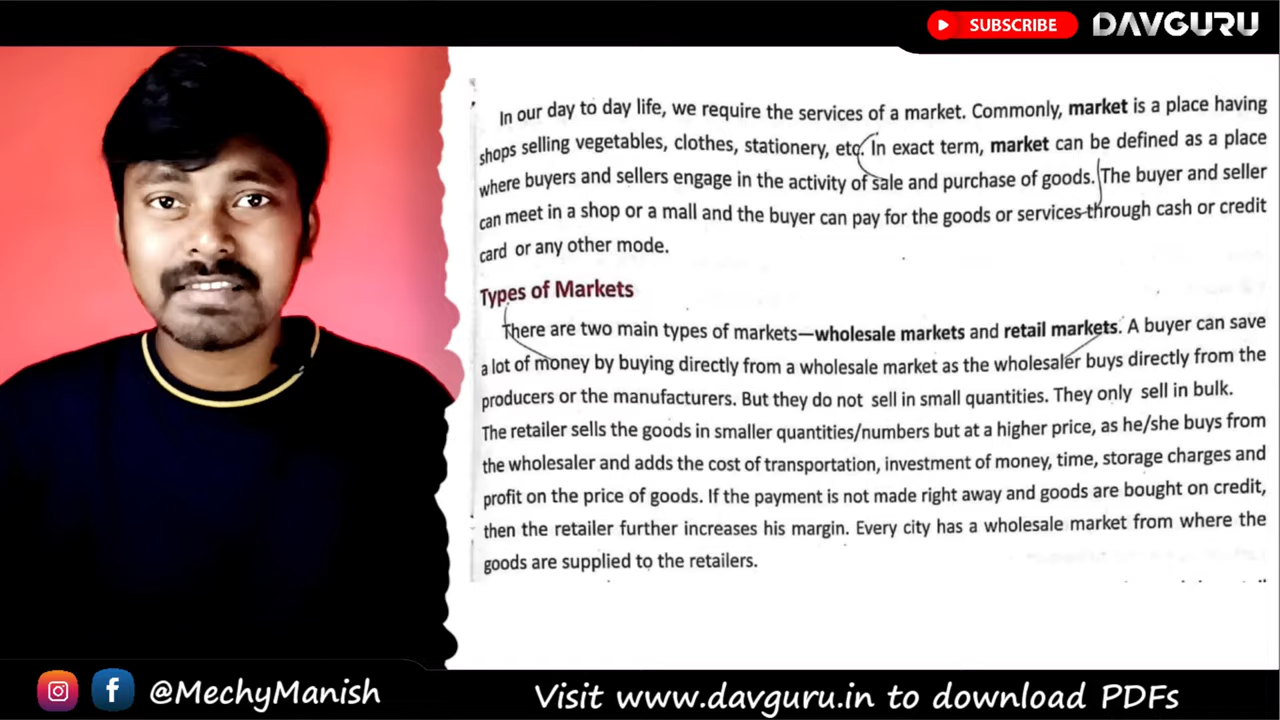 SUBSCRIBE DAVGURU
In our day to day life, we require the services of a market. Commonly, market is a place having
shops selling vegetables, clothes, stationery, etc. In exact term, market can be defined as a place
where buyers and sellers engage in the activity of sale and purchase of goods. The buyer and seller
can meet in a shop or a mall and the buyer can pay for the goods or services through cash or credit
card or any other mode.
Types of Markets
There are two main types of markets—wholesale markets and retail markets. A buyer can save
a lot of money by buying directly from a wholesale market as the wholesaler buys directly from the
producers or the manufacturers. But they do not sell in small quantities. They only sell in bulk.
The retailer sells the goods in smaller quantities/numbers but at a higher price, as he/she buys from
the wholesaler and adds the cost of transportation, investment of money, time, storage charges and
profit on the price of goods. If the payment is not made right away and goods are bought on credit,
then the retailer further increases his margin. Every city has a wholesale market from where the
goods are supplied to the retailers.
@MechyManish Visit www.davguru.in to download PDFs